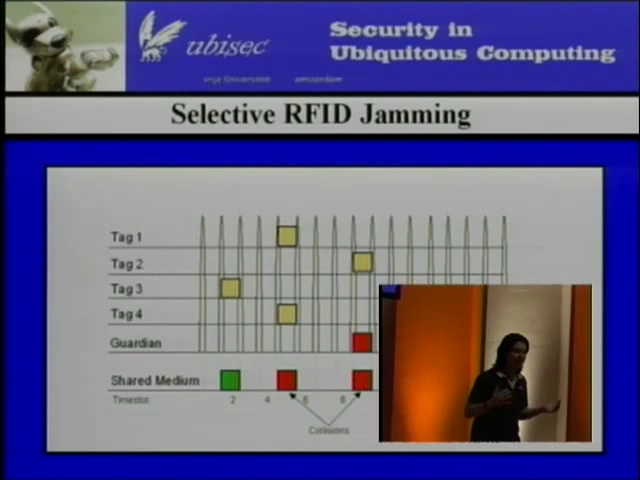 ubisec
Security in
Ubiquitous Computing
vrije Universiteit amsterdam
Selective RFID Jamming
Tag 1
Tag 2
Tag 3
Tag 4
Guardian
Shared Medium
Timeslot 2 4 6 8
Collisions